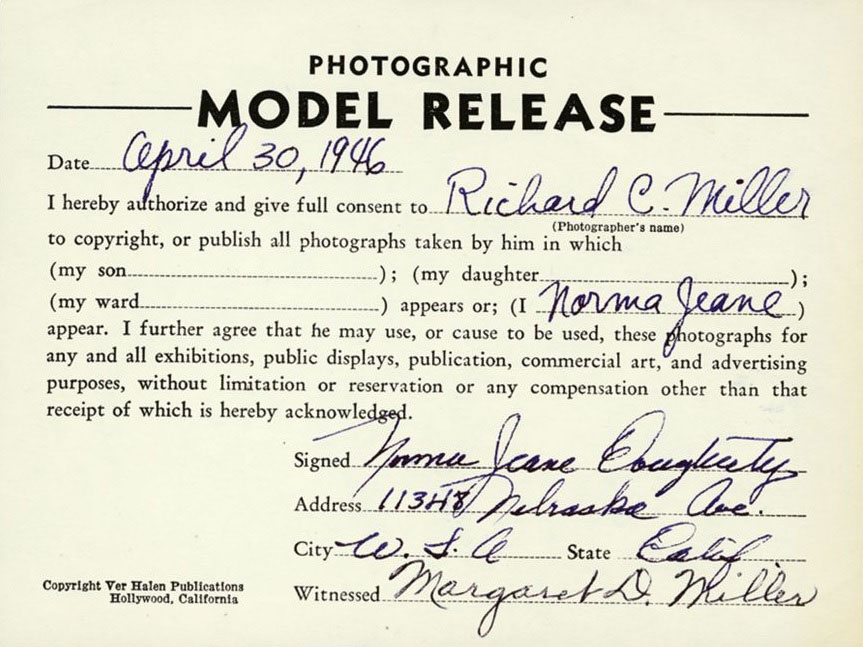 PHOTOGRAPHIC
MODEL RELEASE
Date April 30, 1946
I hereby authorize and give full consent to Richard C. Miller
(Photographer's name)
to copyright, or publish all photographs taken by him in which
(my son); (my daughter);
(my ward) appears or; (I Norma Jeane)
appear. I further agree that he may use, or cause to be used, these photographs for
any and all exhibitions, public displays, publication, commercial art, and advertising
purposes, without limitation or reservation or any compensation other than that
receipt of which is hereby acknowledged.
Signed Norma Jeane Dougherty
Address 11348 Nebraska Ave.
City W. L. A State Calif
Witnessed Margaret D. Miller
Copyright Ver Halen Publications
Hollywood, California